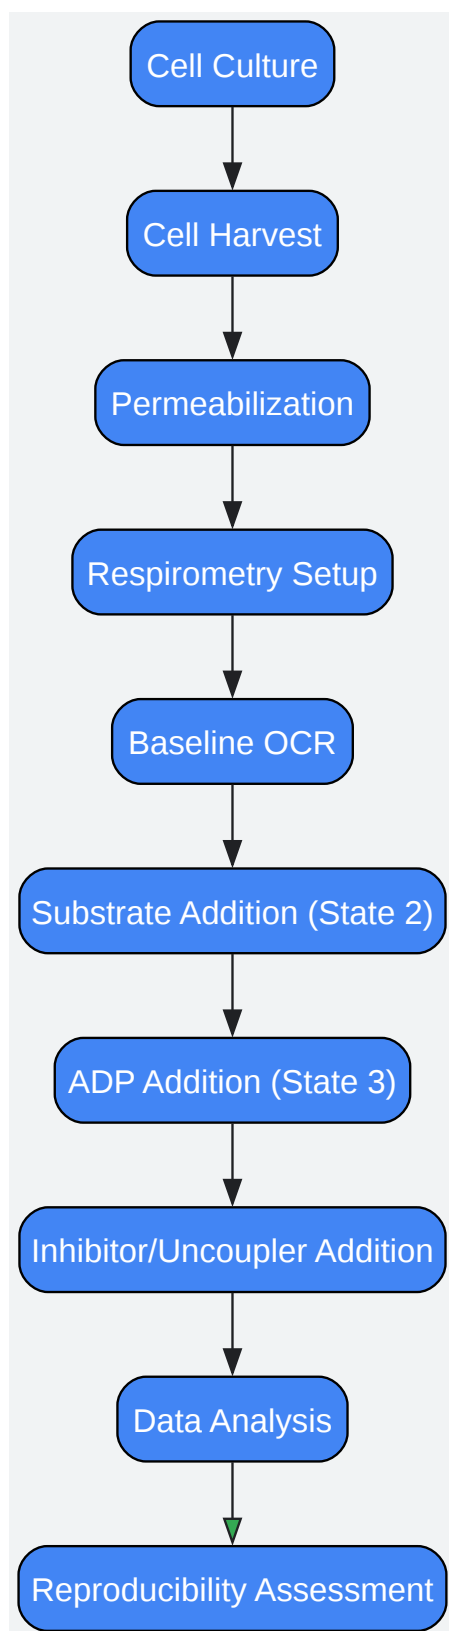 Cell Culture
Cell Harvest
Permeabilization
Respirometry Setup
Baseline OCR
Substrate Addition (State 2)
ADP Addition (State 3)
Inhibitor/Uncoupler Addition
Data Analysis
Reproducibility Assessment